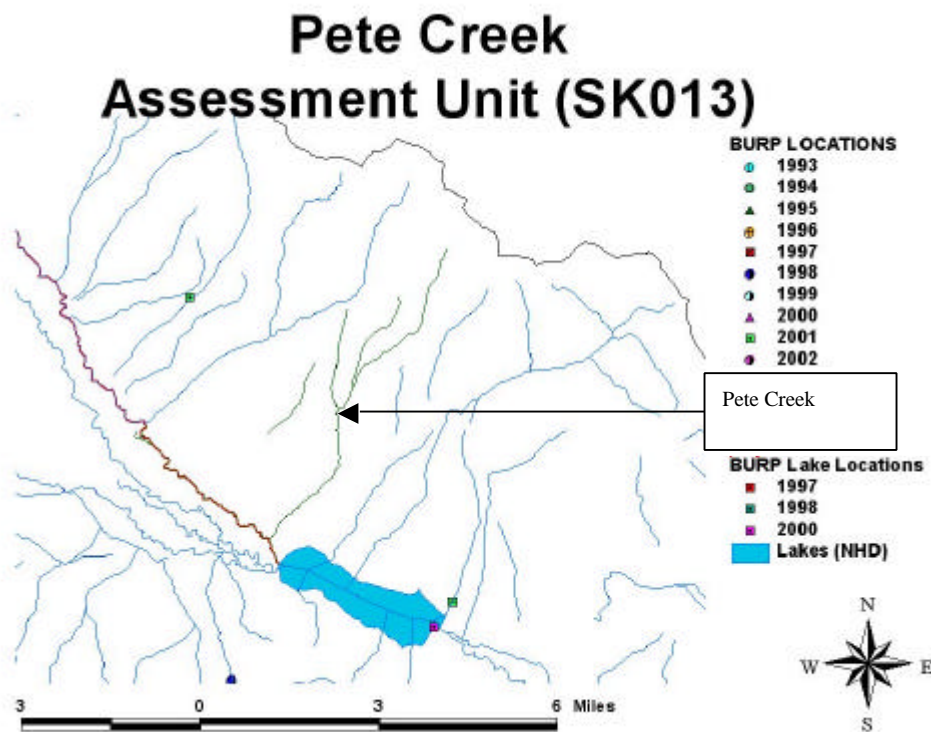 Pete Creek
Assessment Unit (SK013)
BURP LOCATIONS
1993
1994
1995
1996
1997
1998
1999
2000
2001
2002
Pete Creek
BURP Lake Locations
1997
1998
2000
Lakes (NHD)
N
W E
S
3 0 3 6 Miles